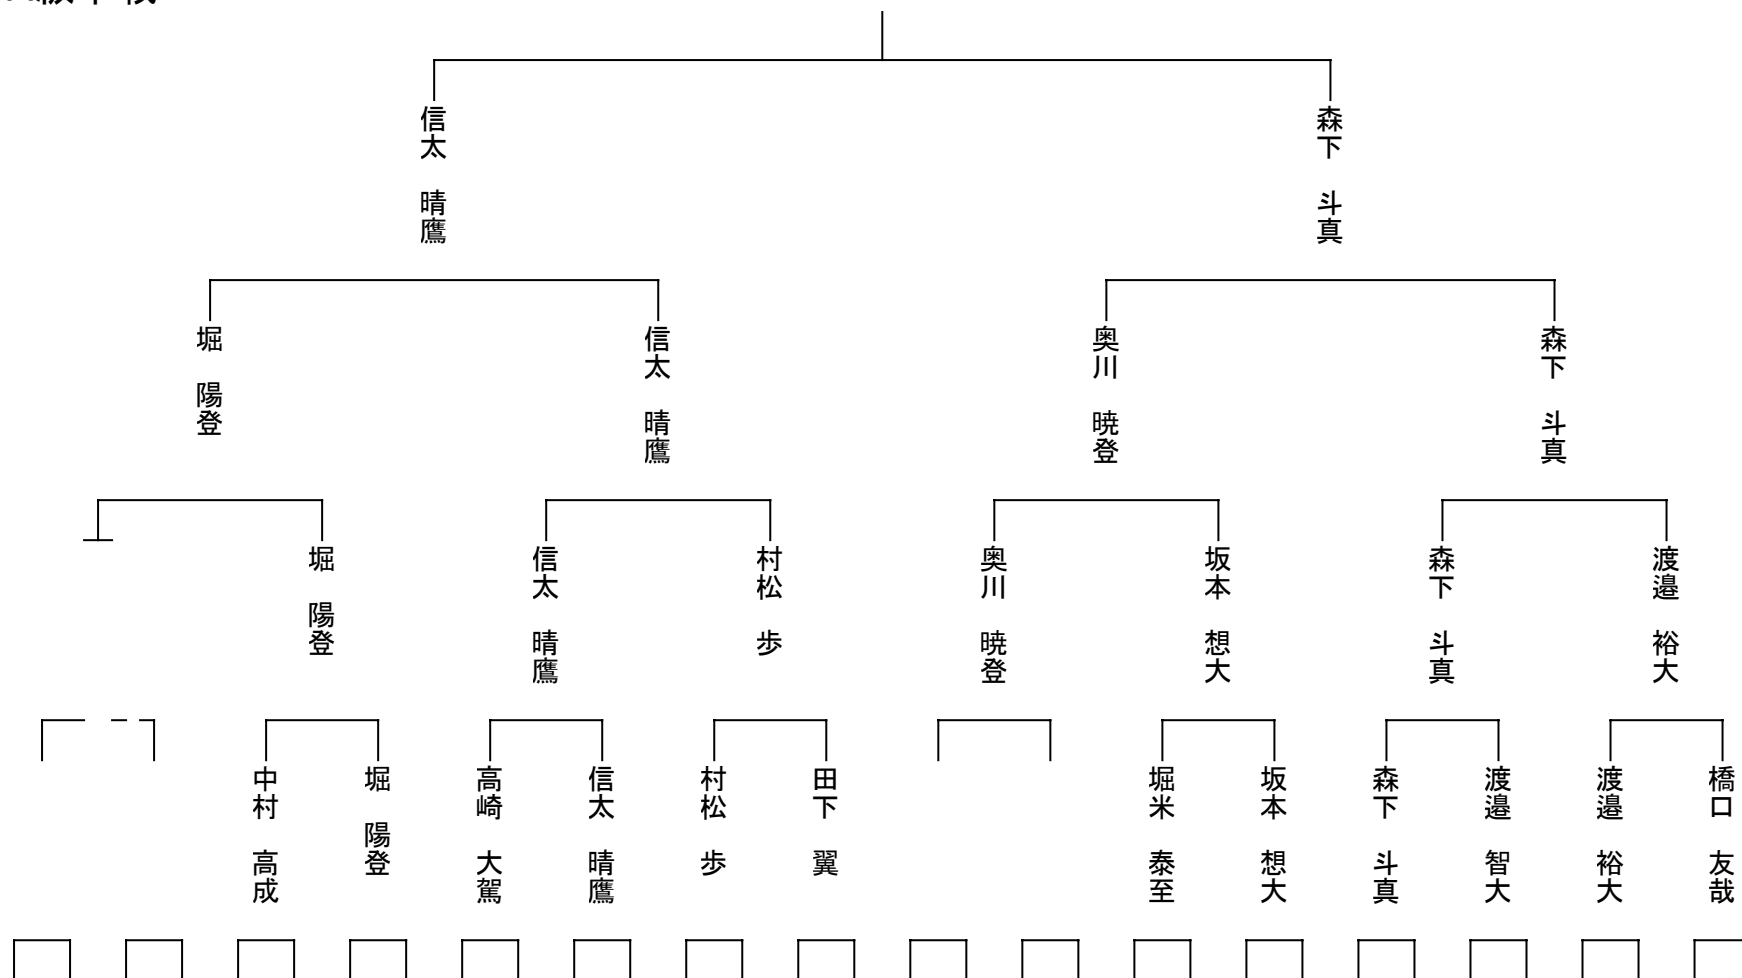 信太 晴鷹
森下 斗真
堀 陽登
信太 晴鷹
奥川 暁登
森下 斗真
堀 陽登
信太 晴鷹
村松 歩
奥川 暁登
坂本 想大
森下 斗真
渡邉 裕大
中村 高成
堀 陽登
高崎 大駕
信太 晴鷹
村松 歩
田下 翼
堀米 泰至
坂本 想大
森下 斗真
渡邉 智大
渡邉 裕大
橋口 友哉